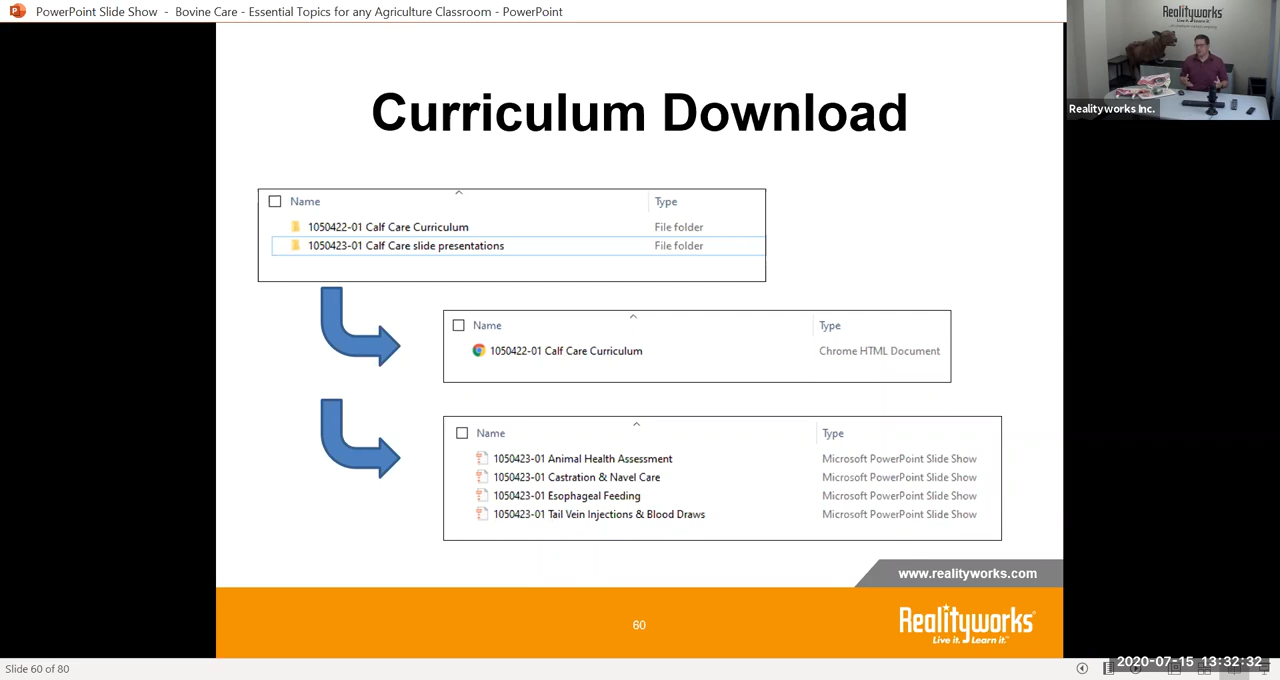 PowerPoint Slide Show - Bovine Care - Essential Topics for any Agriculture Classroom - PowerPoint
Realityworks
Live it. Learn it.
Realityworks Inc.
Curriculum Download
Name Type
1050422-01 Calf Care Curriculum File folder
1050423-01 Calf Care slide presentations File folder
Name Type
1050422-01 Calf Care Curriculum Chrome HTML Document
Name Type
1050423-01 Animal Health Assessment Microsoft PowerPoint Slide Show
1050423-01 Castration & Navel Care Microsoft PowerPoint Slide Show
1050423-01 Esophageal Feeding Microsoft PowerPoint Slide Show
1050423-01 Tail Vein Injections & Blood Draws Microsoft PowerPoint Slide Show
www.realityworks.com
60
Realityworks®
Live it. Learn it.™
Slide 60 of 80
2020-07-15 13:32:32